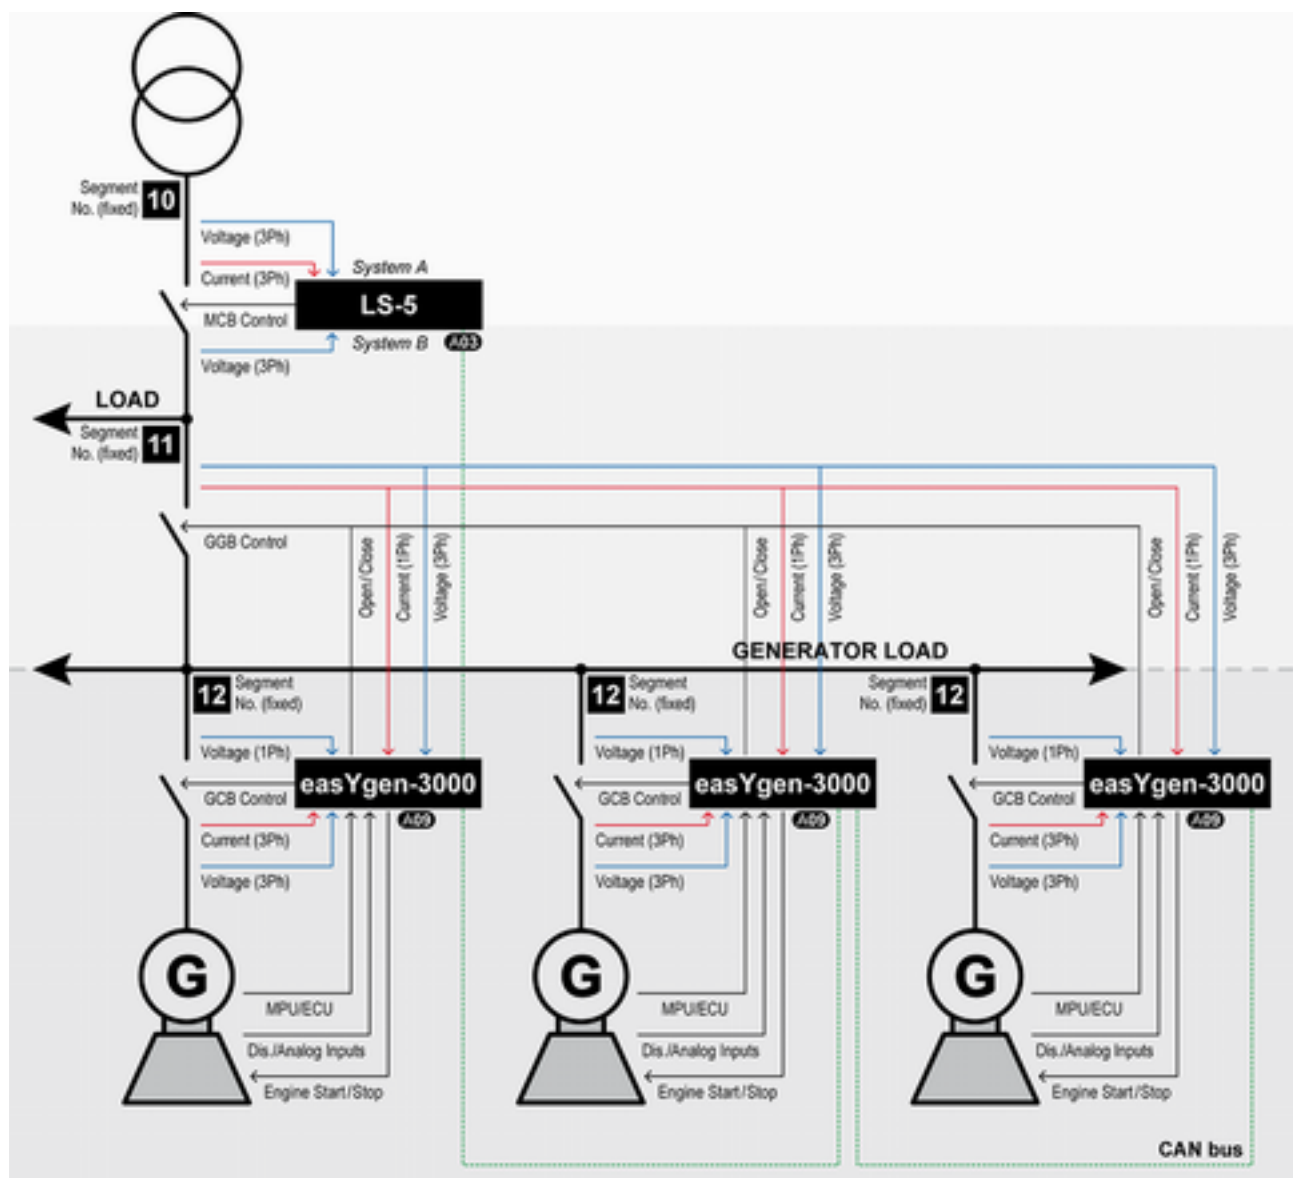 Segment
No. (fixed)
10
Voltage (3Ph)
Current (3Ph)
System A
LS-5
MCB Control
System B
A03
Voltage (3Ph)
LOAD
Segment
No. (fixed)
11
GGB Control
Open/Close
Current (1Ph)
Voltage (3Ph)
Open/Close
Current (1Ph)
Voltage (3Ph)
Open/Close
Current (1Ph)
Voltage (3Ph)
GENERATOR LOAD
12
Segment
No. (fixed)
12
Segment
No. (fixed)
Segment
No. (fixed)
12
Voltage (1Ph)
easYgen-3000
GCB Control
A09
Current (3Ph)
Voltage (3Ph)
G
MPU/ECU
Dis./Analog Inputs
Engine Start/Stop
Voltage (1Ph)
easYgen-3000
GCB Control
A09
Current (3Ph)
Voltage (3Ph)
G
MPU/ECU
Dis./Analog Inputs
Engine Start/Stop
Voltage (1Ph)
easYgen-3000
GCB Control
A09
Current (3Ph)
Voltage (3Ph)
G
MPU/ECU
Dis./Analog Inputs
Engine Start/Stop
CAN bus